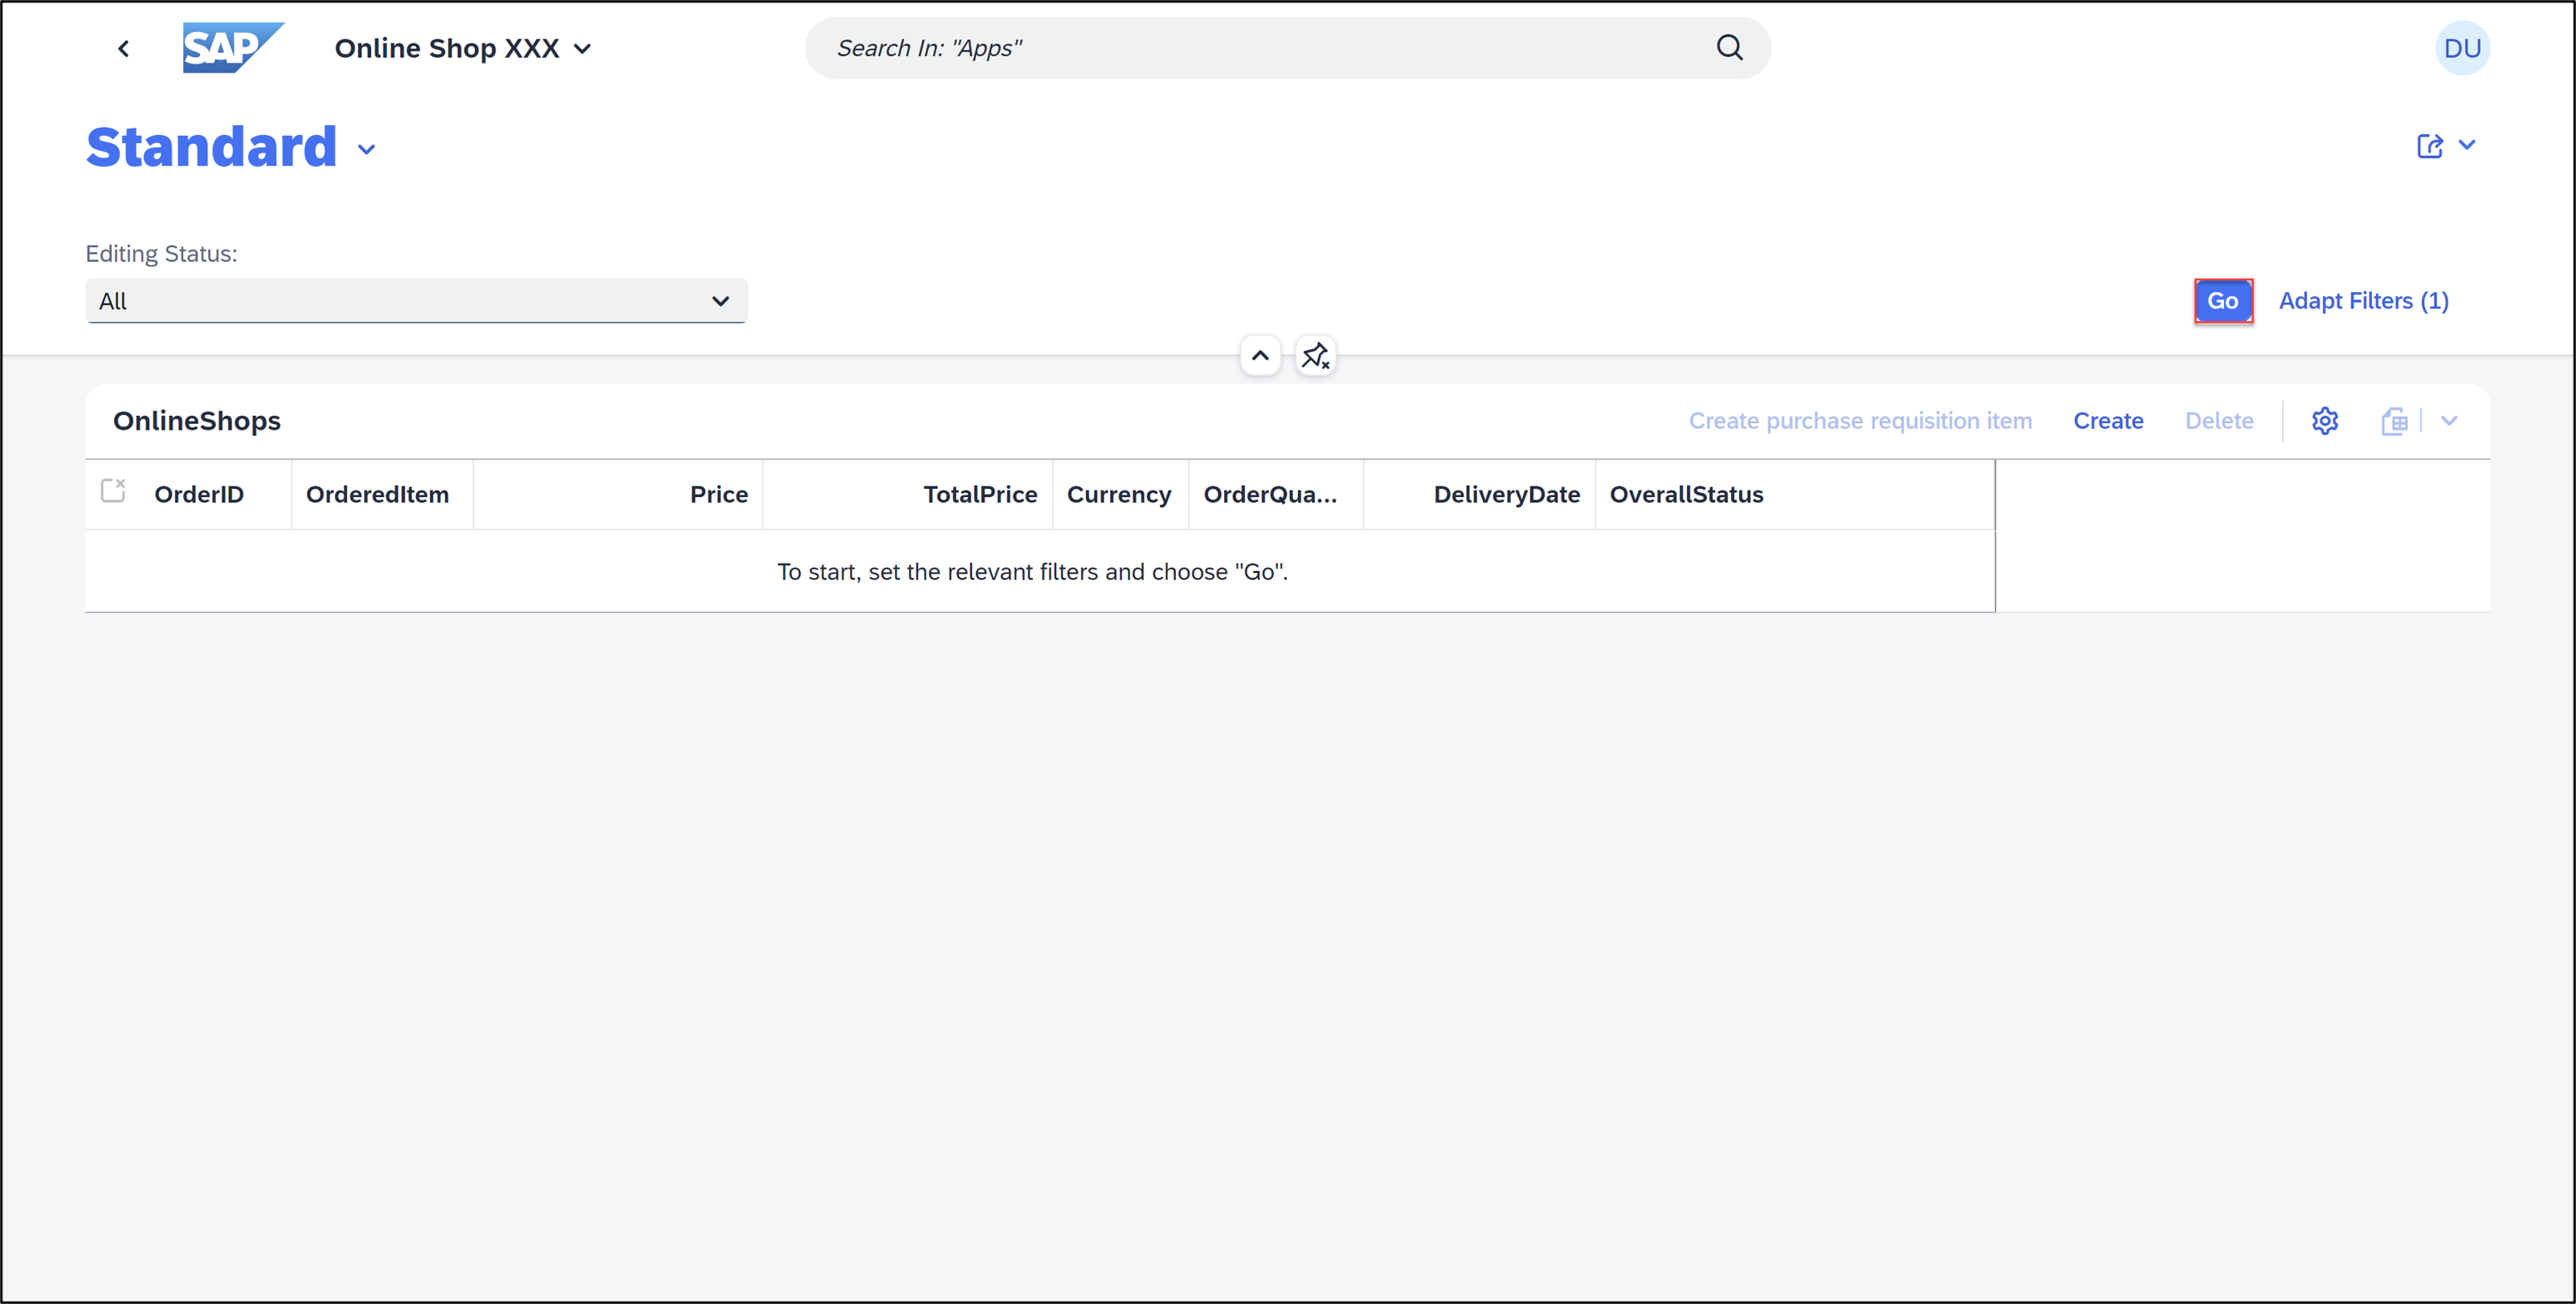 SAP
Online Shop XXX
Search In: "Apps"
DU
Standard
Editing Status:
All
Go
Adapt Filters (1)
OnlineShops
Create purchase requisition item
Create
Delete
OrderID
OrderedItem
Price
TotalPrice
Currency
OrderQua...
DeliveryDate
OverallStatus
To start, set the relevant filters and choose "Go".